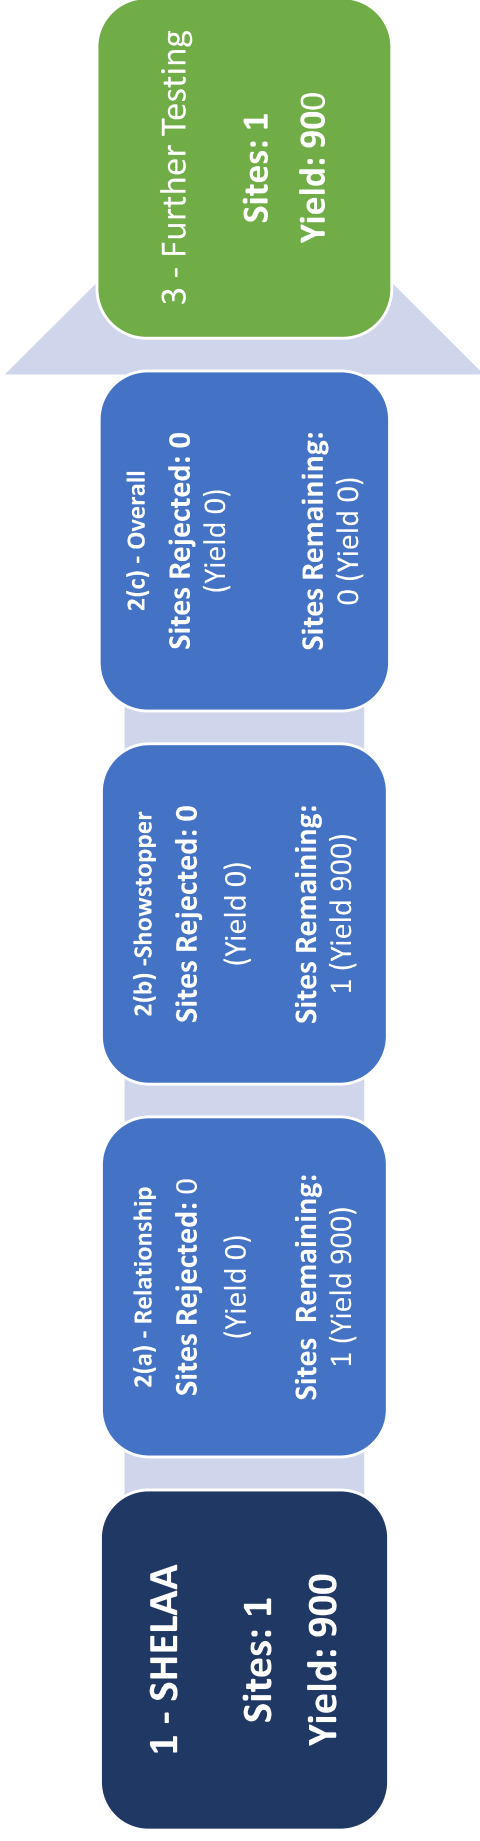 1 - SHELAA
Sites: 1
Yield: 900
2(a) - Relationship
Sites Rejected: 0
(Yield 0)
Sites  Remaining:
1 (Yield 900)
2(b) -Showstopper
Sites Rejected: 0
(Yield 0)
Sites Remaining:
1 (Yield 900)
2(c) - Overall
Sites Rejected: 0
(Yield 0)
Sites Remaining:
0 (Yield 0)
3 - Further Testing
Sites: 1
Yield: 900